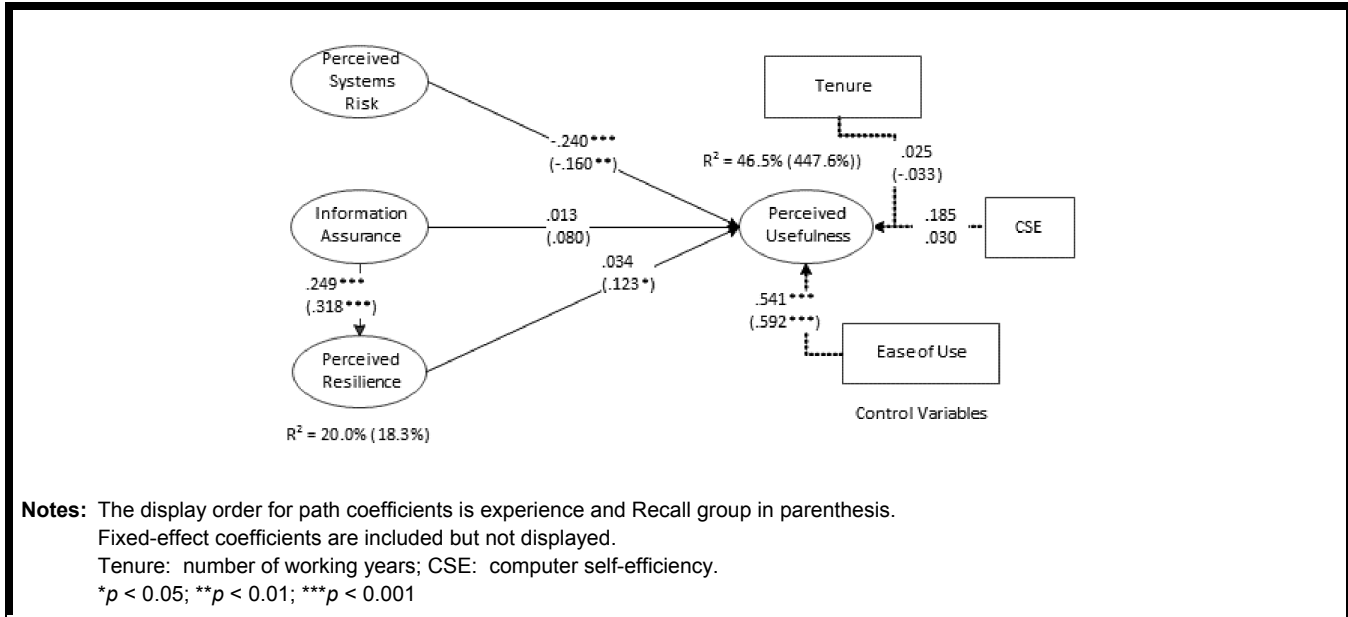 Perceived
Systems
Risk
Tenure
-.240***
(-.160**)
R² = 46.5% (447.6%))
.025
(-.033)
Information
Assurance
.013
(.080)
Perceived
Usefulness
.185
.030
CSE
.249***
(.318***)
.034
(.123*)
.541***
(.592***)
Perceived
Resilience
Ease of Use
Control Variables
R² = 20.0% (18.3%)
Notes: The display order for path coefficients is experience and Recall group in parenthesis.
Fixed-effect coefficients are included but not displayed.
Tenure: number of working years; CSE: computer self-efficiency.
*p < 0.05; **p < 0.01; ***p < 0.001